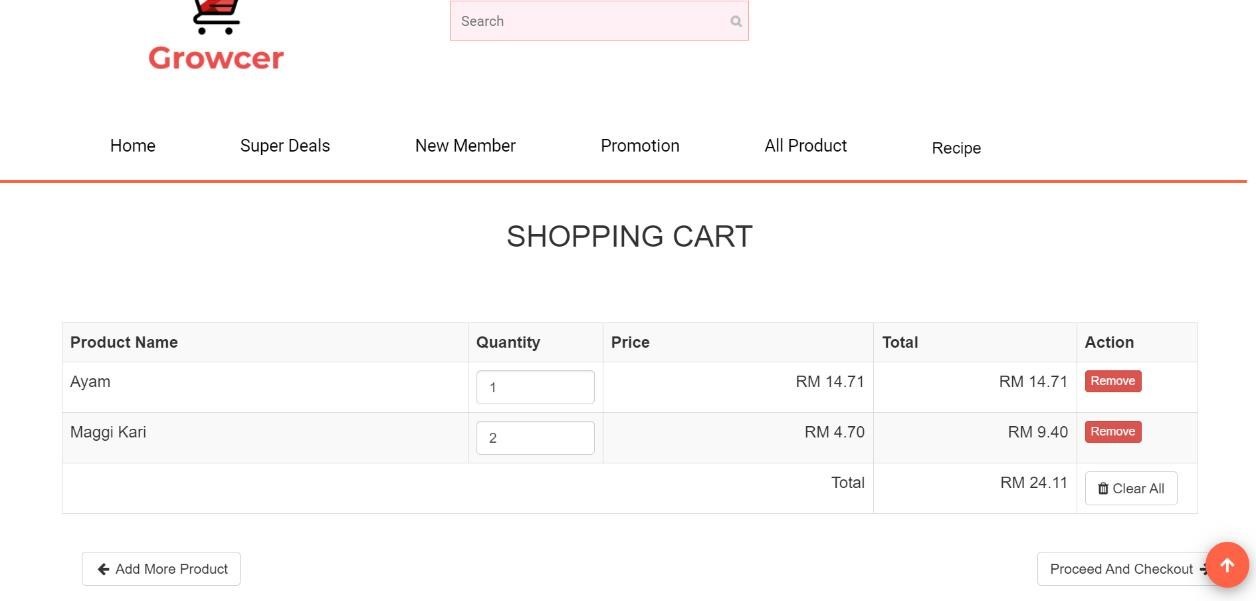 Search
Growcer
Home Super Deals New Member Promotion All Product Recipe
SHOPPING CART
Product Name Quantity Price Total Action
Ayam 1 RM 14.71 RM 14.71 Remove
Maggi Kari 2 RM 4.70 RM 9.40 Remove
Total RM 24.11 Clear All
Add More Product Proceed And Checkout